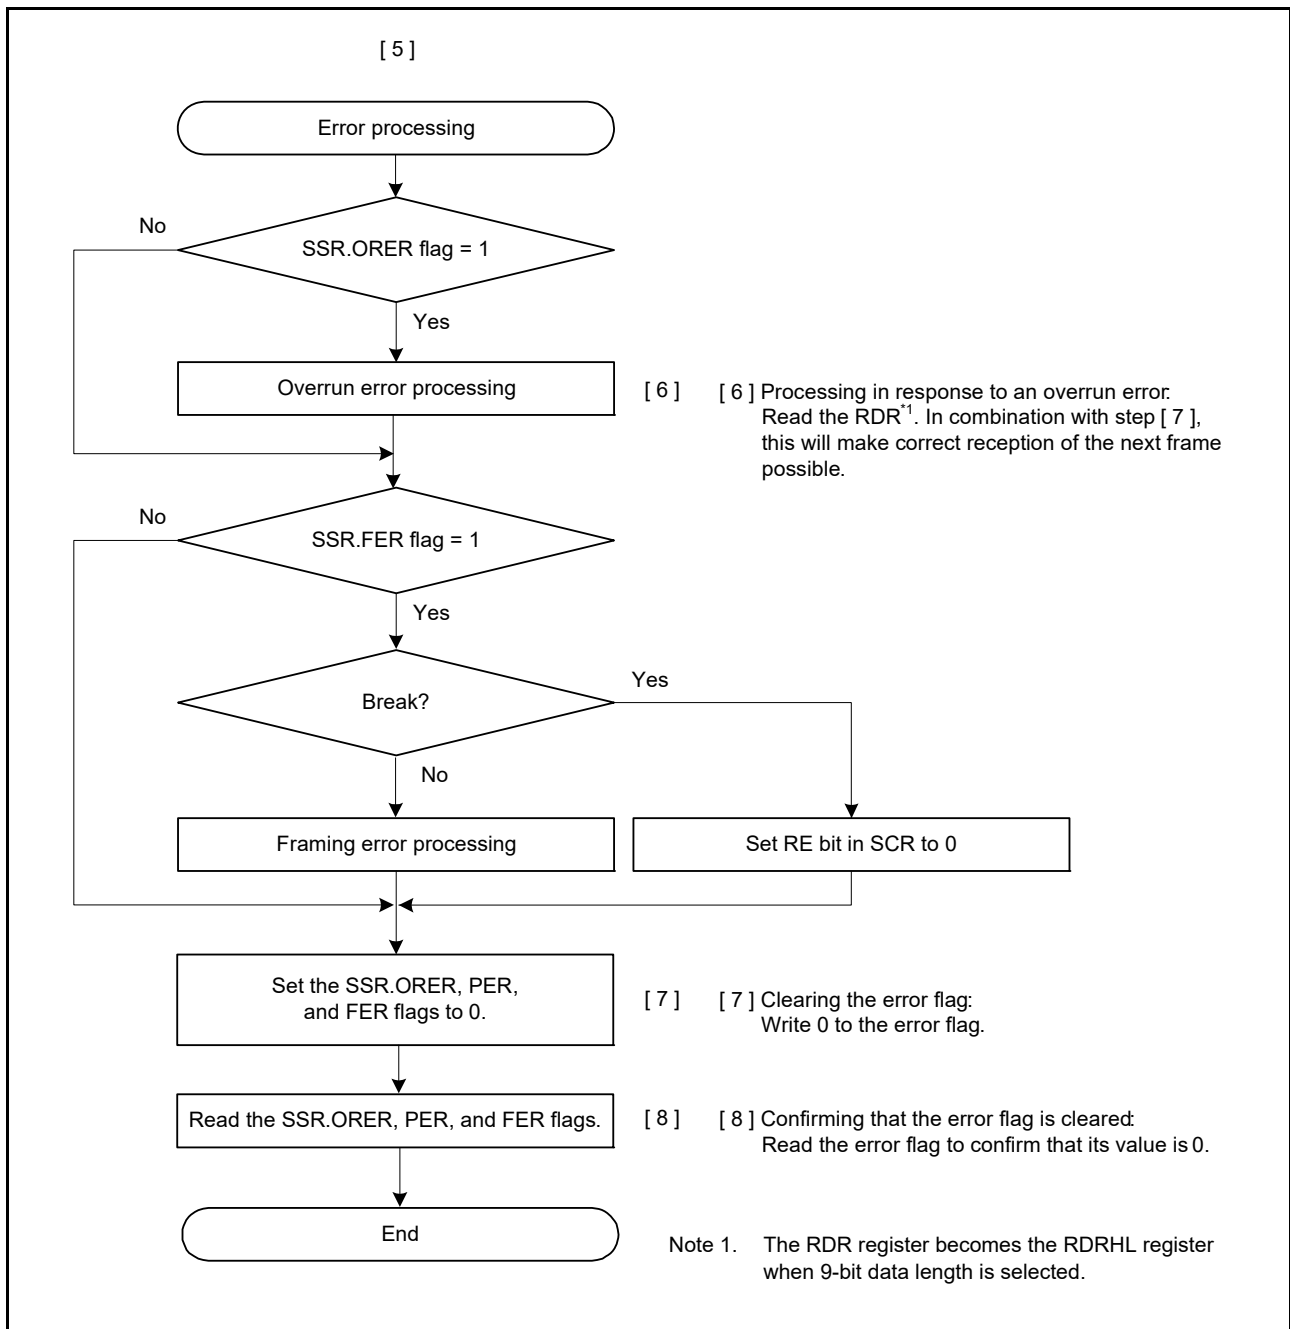 [ 5 ]
Error processing
No
SSR.ORER flag = 1
Yes
Overrun error processing
[ 6 ]
[ 6 ] Processing in response to an overrun error:
Read the RDR*1. In combination with step [ 7 ],
this will make correct reception of the next frame
possible.
No
SSR.FER flag = 1
Yes
Break?
Yes
No
Framing error processing
Set RE bit in SCR to 0
Set the SSR.ORER, PER,
and FER flags to 0.
[ 7 ]
[ 7 ] Clearing the error flag:
Write 0 to the error flag.
Read the SSR.ORER, PER, and FER flags.
[ 8 ]
[ 8 ] Confirming that the error flag is cleared:
Read the error flag to confirm that its value is 0.
End
Note 1. The RDR register becomes the RDRHL register
when 9-bit data length is selected.